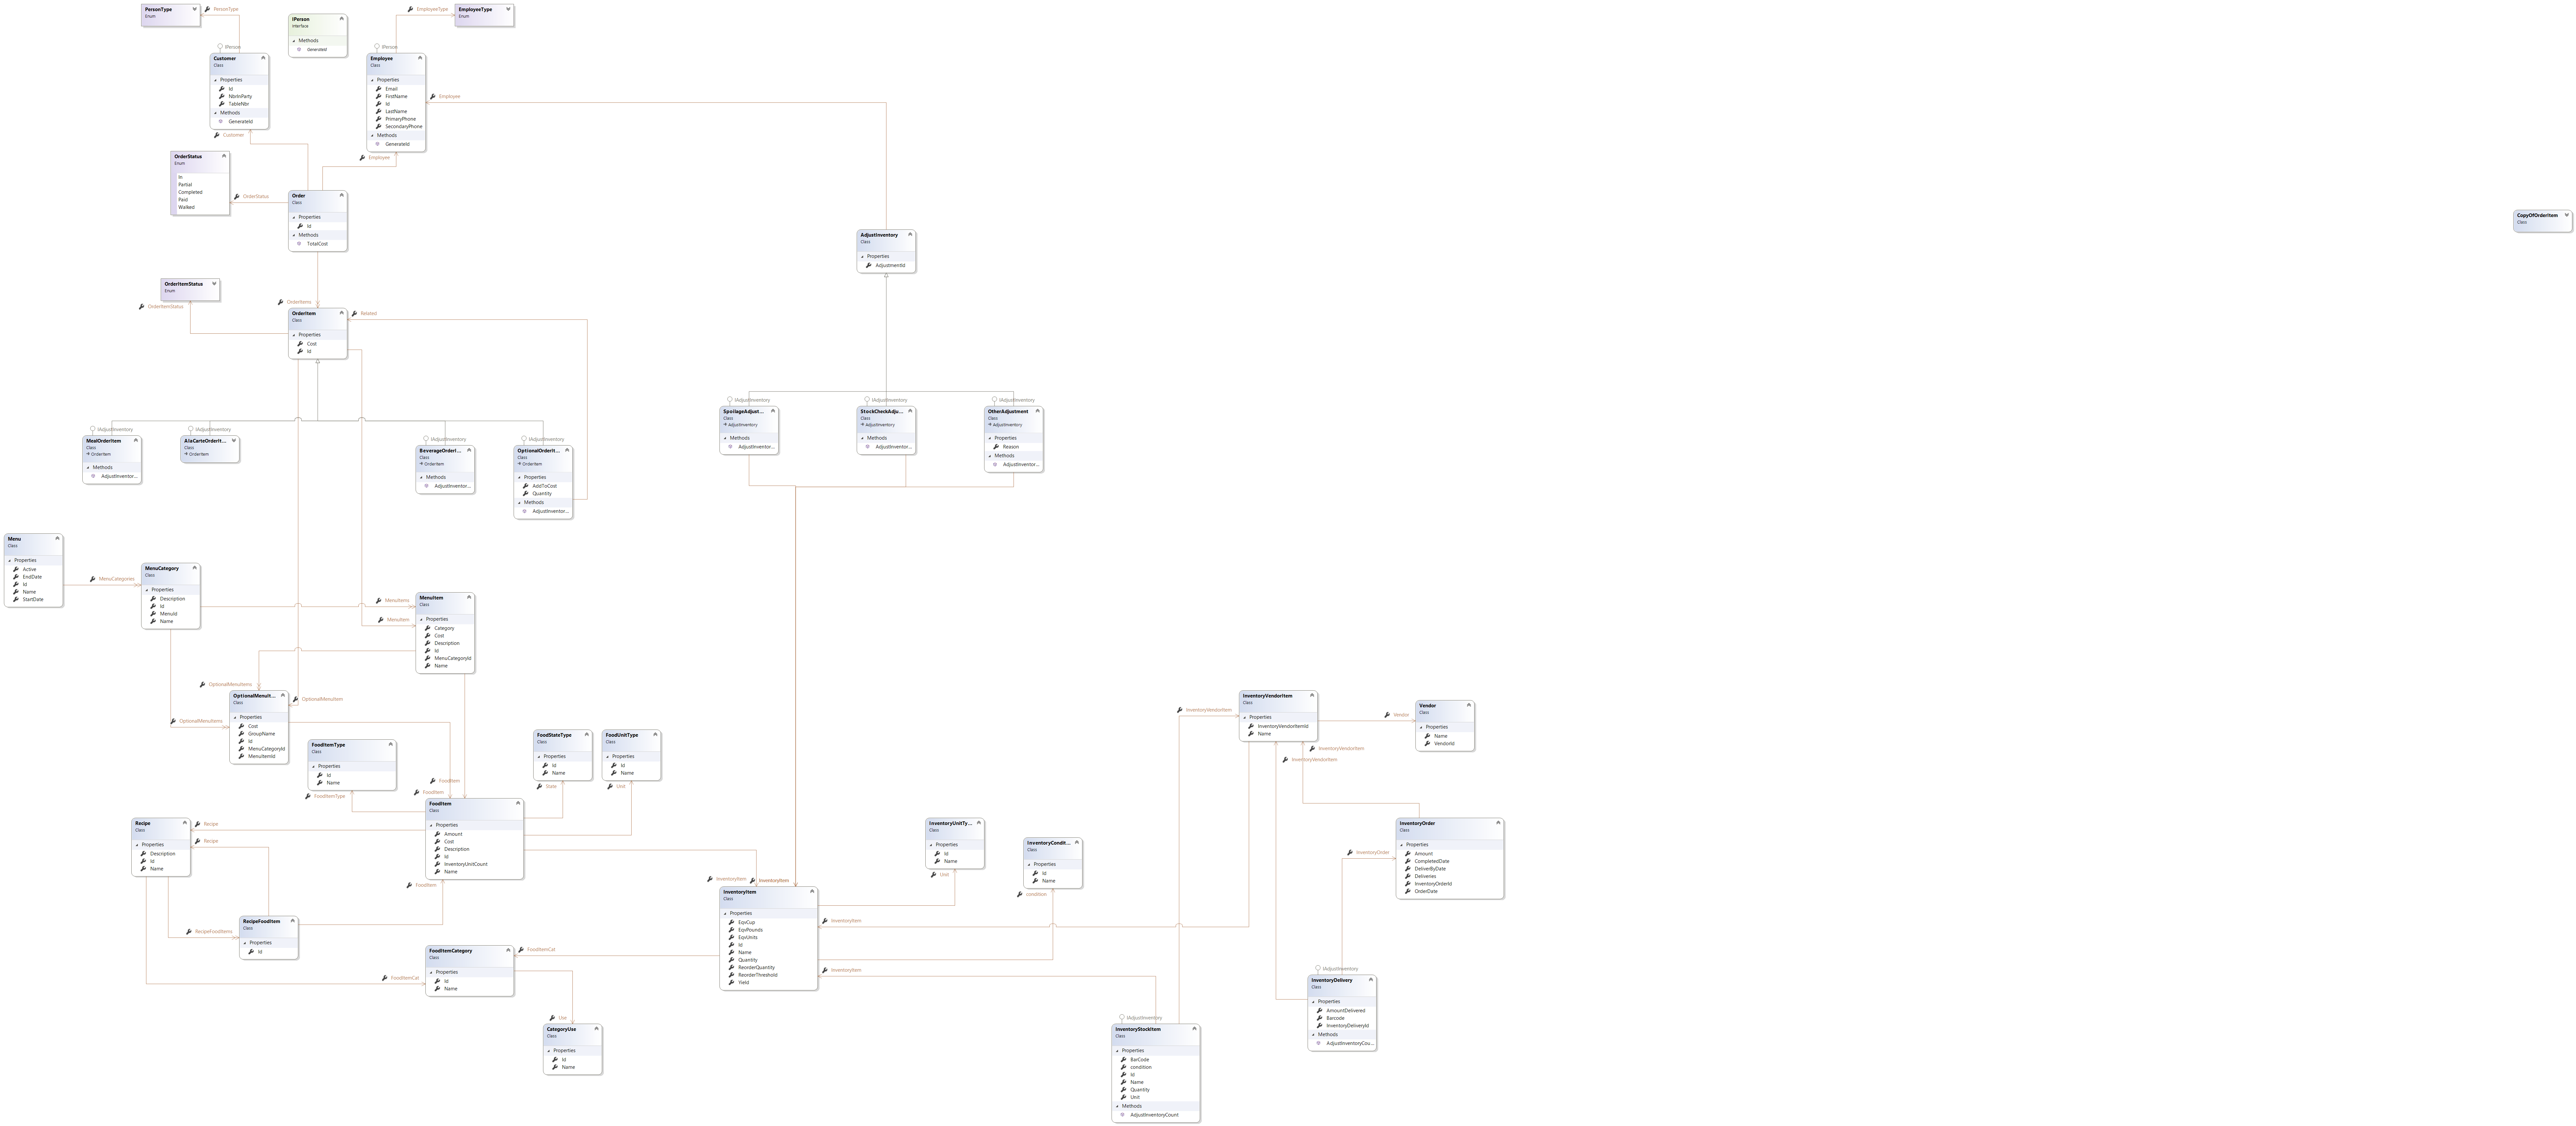 PersonType
Enum
PersonType
IPerson
Interface
Methods
GenerateId
EmployeeType
EmployeeType
Enum
IPerson
Customer
Class
Properties
Id
NbrInParty
TableNbr
Methods
GenerateId
Customer
IPerson
Employee
Class
Properties
Email
FirstName
Id
LastName
PrimaryPhone
SecondaryPhone
Methods
GenerateId
Employee
Employee
OrderStatus
Enum
In
Partial
Completed
Paid
Walked
OrderStatus
Order
Class
Properties
Id
Methods
TotalCost
AdjustInventory
Class
Properties
AdjustmentId
CopyOfOrderItem
Class
OrderItemStatus
Enum
OrderItemStatus
OrderItems
OrderItem
Class
Properties
Cost
Id
Related
IAdjustInventory
MealOrderItem
Class
OrderItem
Methods
AdjustInventor...
IAdjustInventory
AlaCarteOrderIt...
Class
OrderItem
IAdjustInventory
BeverageOrderI...
Class
OrderItem
Methods
AdjustInventor...
IAdjustInventory
OptionalOrderIt...
Class
OrderItem
Properties
AddToCost
Quantity
Methods
AdjustInventor...
IAdjustInventory
SpoilageAdjust...
Class
AdjustInventory
Methods
AdjustInventor...
IAdjustInventory
StockCheckAdju...
Class
AdjustInventory
Methods
AdjustInventor...
IAdjustInventory
OtherAdjustment
Class
AdjustInventory
Properties
Reason
Methods
AdjustInventor...
Menu
Class
Properties
Active
EndDate
Id
Name
StartDate
MenuCategories
MenuCategory
Class
Properties
Description
Id
MenuId
Name
MenuItems
MenuItem
MenuItem
Class
Properties
Category
Cost
Description
Id
MenuCategoryId
Name
OptionalMenuItems
OptionalMenuItem
OptionalMenuItems
OptionalMenuIt...
Class
Properties
Cost
GroupName
Id
MenuCategoryId
MenuItemId
FoodItemType
Class
Properties
Id
Name
FoodItemType
FoodStateType
Class
Properties
Id
Name
State
FoodUnitType
Class
Properties
Id
Name
Unit
FoodItem
FoodItem
FoodItem
Class
Properties
Amount
Cost
Description
Id
InventoryUnitCount
Name
FoodItem
Recipe
Class
Properties
Description
Id
Name
Recipe
Recipe
RecipeFoodItems
RecipeFoodItem
Class
Properties
Id
FoodItemCat
FoodItemCategory
Class
Properties
Id
Name
FoodItemCat
Use
CategoryUse
Class
Properties
Id
Name
InventoryItem
InventoryItem
InventoryItem
Class
Properties
EqvCup
EqvPounds
EqvUnits
Id
Name
Quantity
ReorderQuantity
ReorderThreshold
Yield
InventoryItem
InventoryItem
InventoryUnitTy...
Class
Properties
Id
Name
Unit
InventoryCondit...
Class
Properties
Id
Name
condition
InventoryVendorItem
InventoryVendorItem
Class
Properties
InventoryVendorItemId
Name
InventoryVendorItem
InventoryVendorItem
Vendor
Vendor
Class
Properties
Name
VendorId
InventoryOrder
InventoryOrder
Class
Properties
Amount
CompletedDate
DeliverByDate
Deliveries
InventoryOrderId
OrderDate
IAdjustInventory
InventoryDelivery
Class
Properties
AmountDelivered
Barcode
InventoryDeliveryId
Methods
AdjustInventoryCou...
IAdjustInventory
InventoryStockItem
Class
Properties
BarCode
condition
Id
Name
Quantity
Unit
Methods
AdjustInventoryCount